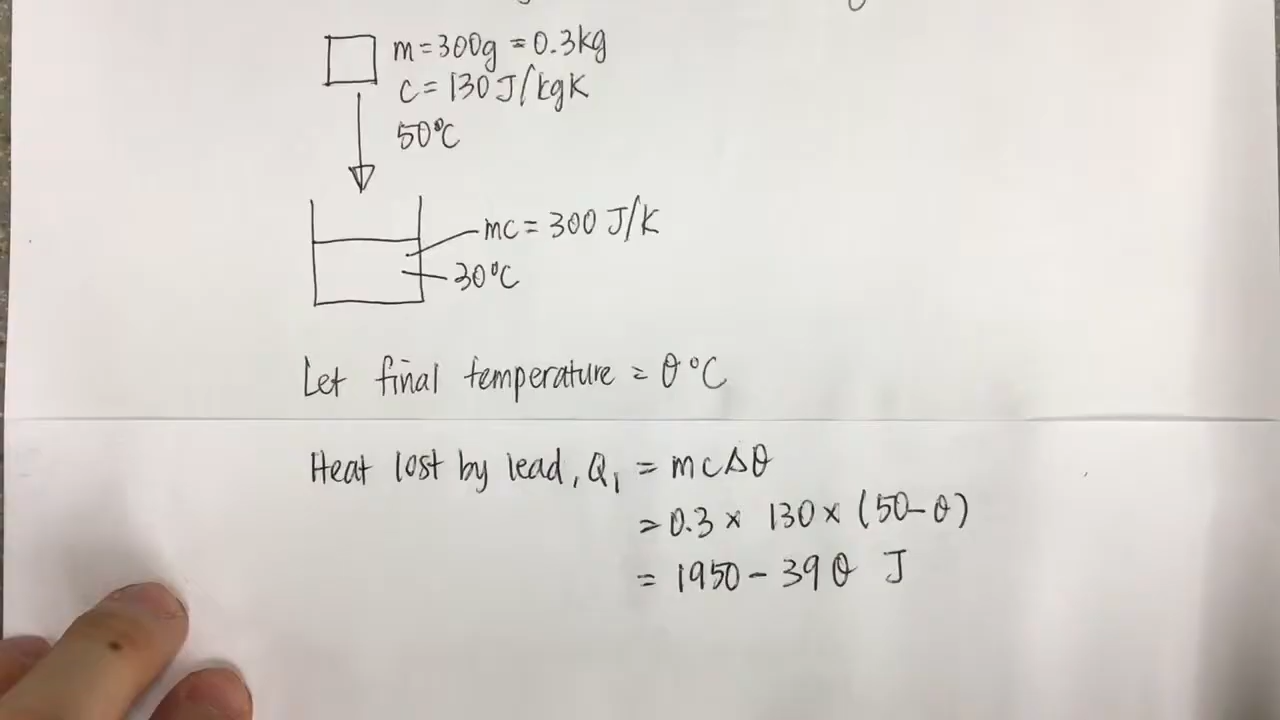 m = 300g = 0.3kg
c = 130 J/kgK
50°C
mc = 300 J/K
30°C
Let final temperature = θ°C
Heat lost by lead, Q₁ = mcΔθ
= 0.3 × 130 × (50-θ)
= 1950 - 39θ J